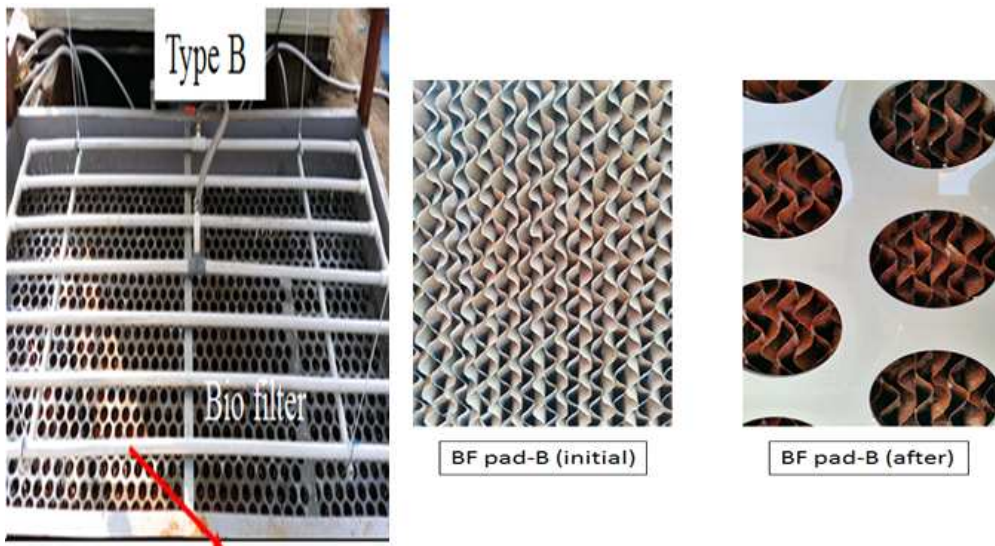 Type B
Bio filter
BF pad-B (initial)
BF pad-B (after)